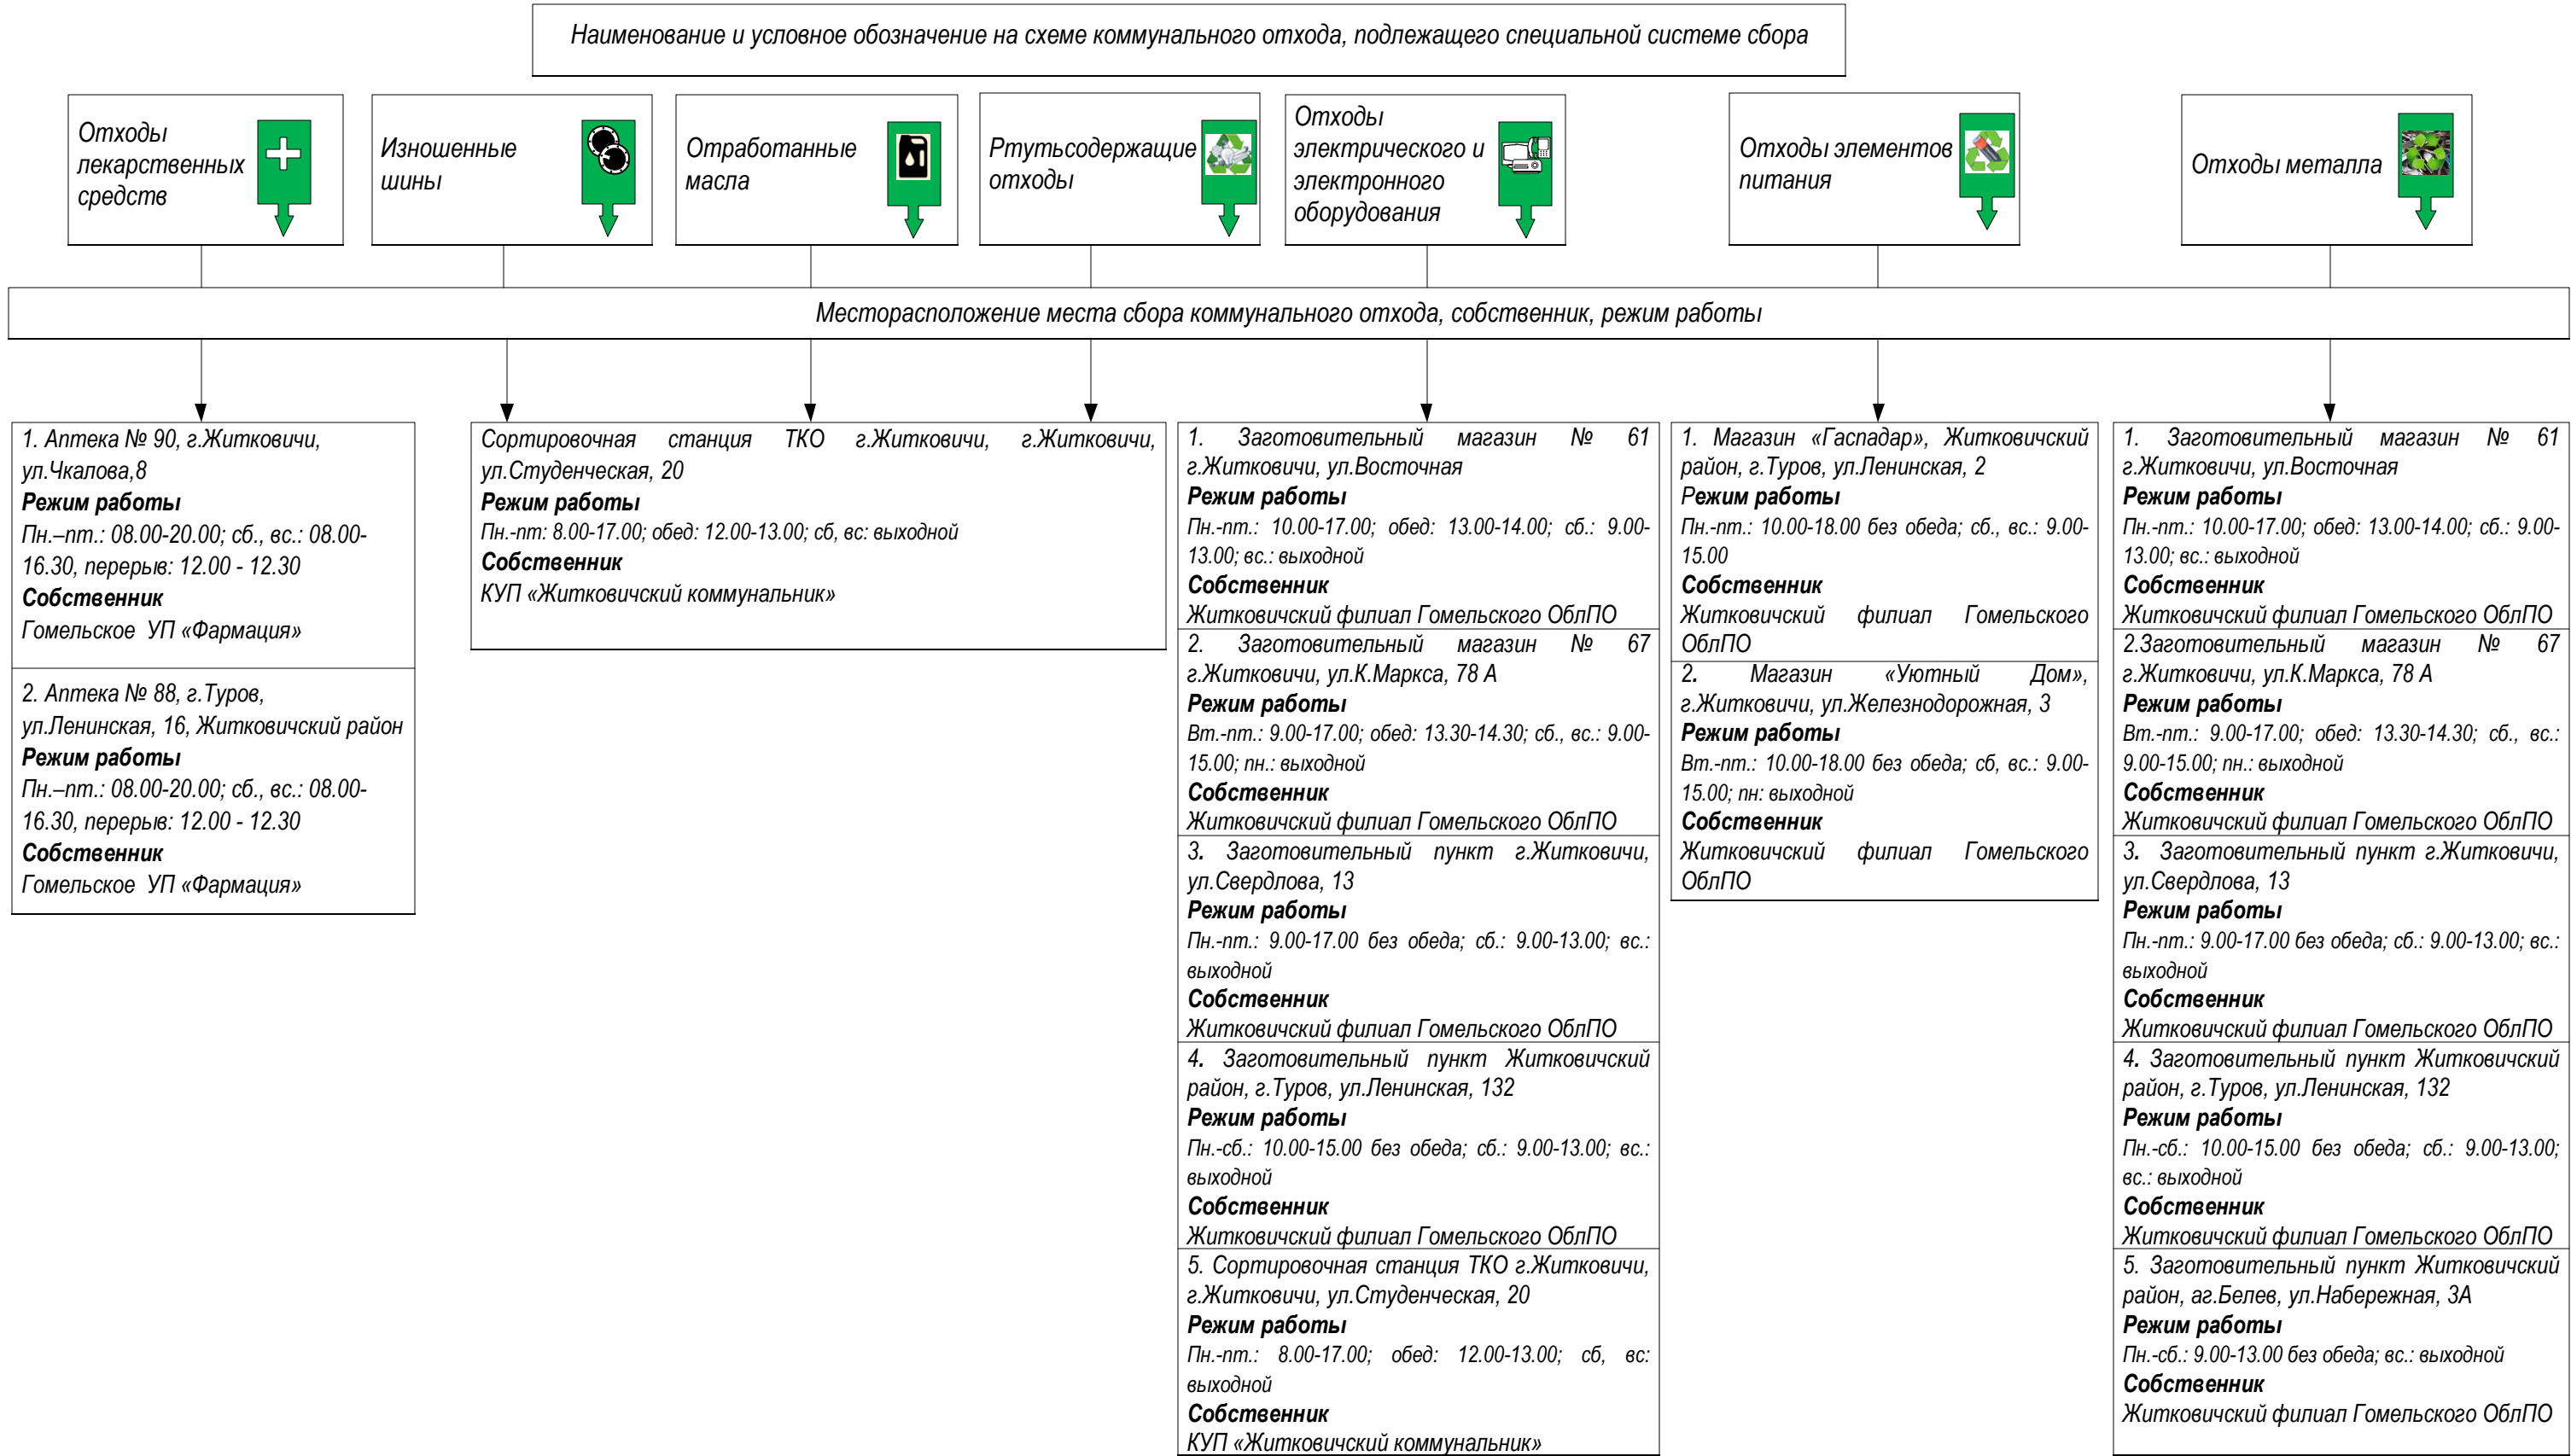 Наименование и условное обозначение на схеме коммунального отхода, подлежащего специальной системе сбора
Отходы
лекарственных
средств
Изношенные
шины
Отработанные
масла
Ртутьсодержащие
отходы
Отходы
электрического и
электронного
оборудования
Отходы элементов
питания
Отходы металла
Месторасположение места сбора коммунального отхода, собственник, режим работы
1. Аптека № 90, г.Житковичи,
ул.Чкалова,8
Режим работы
Пн.–пт.: 08.00-20.00; сб., вс.: 08.00-
16.30, перерыв: 12.00 - 12.30
Собственник
Гомельское УП «Фармация»
2. Аптека № 88, г.Туров,
ул.Ленинская, 16, Житковичский район
Режим работы
Пн.–пт.: 08.00-20.00; сб., вс.: 08.00-
16.30, перерыв: 12.00 - 12.30
Собственник
Гомельское УП «Фармация»
Сортировочная станция ТКО г.Житковичи, г.Житковичи,
ул.Студенческая, 20
Режим работы
Пн.-пт: 8.00-17.00; обед: 12.00-13.00; сб, вс: выходной
Собственник
КУП «Житковичский коммунальник»
1. Заготовительный магазин № 61
г.Житковичи, ул.Восточная
Режим работы
Пн.-пт.: 10.00-17.00; обед: 13.00-14.00; сб.: 9.00-
13.00; вс.: выходной
Собственник
Житковичский филиал Гомельского ОблПО
2. Заготовительный магазин № 67
г.Житковичи, ул.К.Маркса, 78 А
Режим работы
Вт.-пт.: 9.00-17.00; обед: 13.30-14.30; сб., вс.: 9.00-
15.00; пн.: выходной
Собственник
Житковичский филиал Гомельского ОблПО
3. Заготовительный пункт г.Житковичи,
ул.Свердлова, 13
Режим работы
Пн.-пт.: 9.00-17.00 без обеда; сб.: 9.00-13.00; вс.:
выходной
Собственник
Житковичский филиал Гомельского ОблПО
4. Заготовительный пункт Житковичский
район, г.Туров, ул.Ленинская, 132
Режим работы
Пн.-сб.: 10.00-15.00 без обеда; сб.: 9.00-13.00; вс.:
выходной
Собственник
Житковичский филиал Гомельского ОблПО
5. Сортировочная станция ТКО г.Житковичи,
г.Житковичи, ул.Студенческая, 20
Режим работы
Пн.-пт.: 8.00-17.00; обед: 12.00-13.00; сб, вс:
выходной
Собственник
КУП «Житковичский коммунальник»
1. Магазин «Гаспадар», Житковичский
район, г.Туров, ул.Ленинская, 2
Режим работы
Пн.-пт.: 10.00-18.00 без обеда; сб., вс.: 9.00-
15.00
Собственник
Житковичский филиал Гомельского
ОблПО
2. Магазин «Уютный Дом»,
г.Житковичи, ул.Железнодорожная, 3
Режим работы
Вт.-пт.: 10.00-18.00 без обеда; сб, вс.: 9.00-
15.00; пн: выходной
Собственник
Житковичский филиал Гомельского
ОблПО
1. Заготовительный магазин № 61
г.Житковичи, ул.Восточная
Режим работы
Пн.-пт.: 10.00-17.00; обед: 13.00-14.00; сб.: 9.00-
13.00; вс.: выходной
Собственник
Житковичский филиал Гомельского ОблПО
2.Заготовительный магазин № 67
г.Житковичи, ул.К.Маркса, 78 А
Режим работы
Вт.-пт.: 9.00-17.00; обед: 13.30-14.30; сб., вс.:
9.00-15.00; пн.: выходной
Собственник
Житковичский филиал Гомельского ОблПО
3. Заготовительный пункт г.Житковичи,
ул.Свердлова, 13
Режим работы
Пн.-пт.: 9.00-17.00 без обеда; сб.: 9.00-13.00; вс.:
выходной
Собственник
Житковичский филиал Гомельского ОблПО
4. Заготовительный пункт Житковичский
район, г.Туров, ул.Ленинская, 132
Режим работы
Пн.-сб.: 10.00-15.00 без обеда; сб.: 9.00-13.00;
вс.: выходной
Собственник
Житковичский филиал Гомельского ОблПО
5. Заготовительный пункт Житковичский
район, аг.Белев, ул.Набережная, 3А
Режим работы
Пн.-сб.: 9.00-13.00 без обеда; вс.: выходной
Собственник
Житковичский филиал Гомельского ОблПО